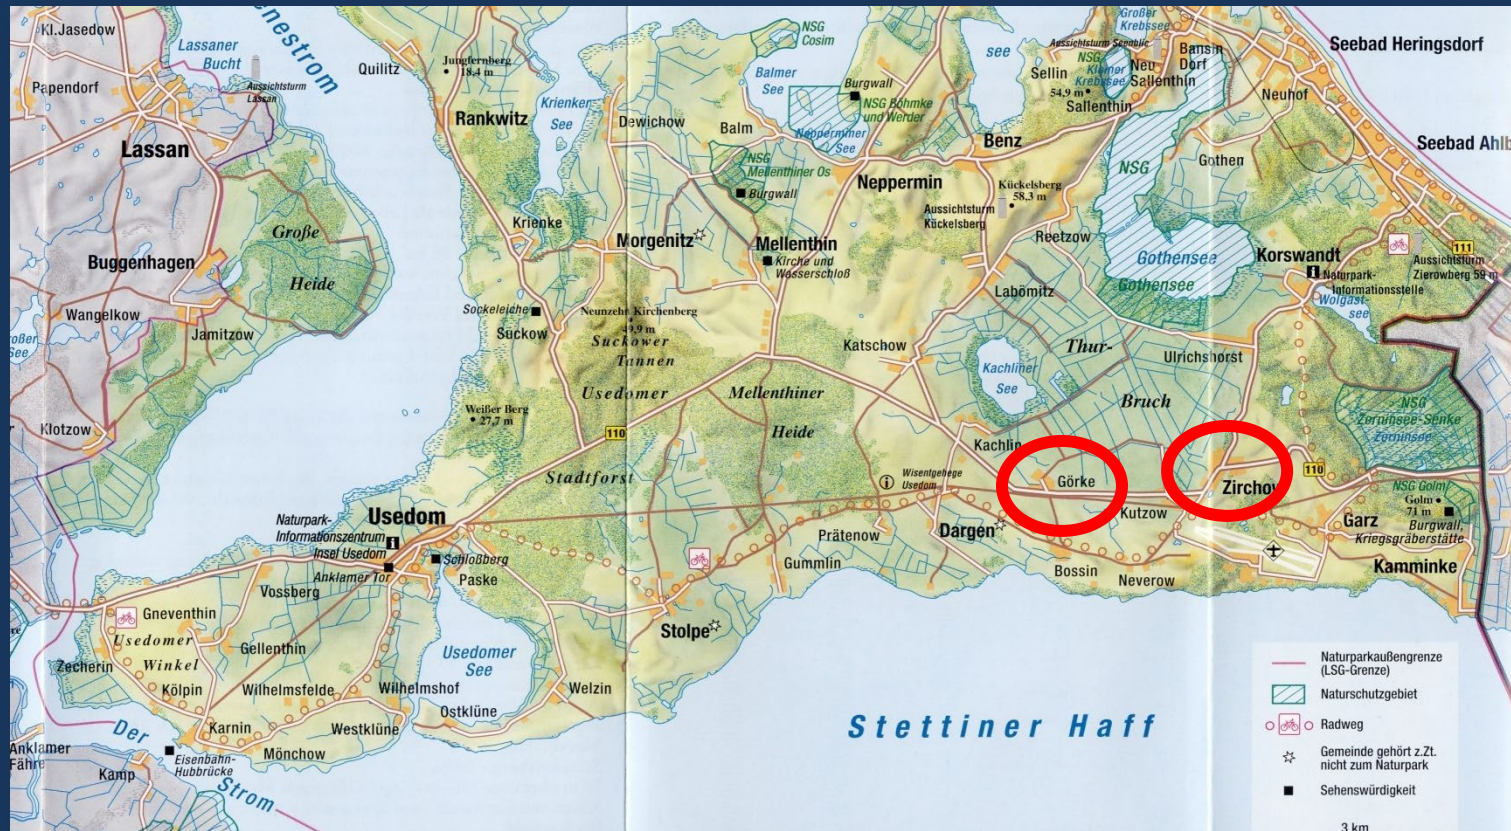 Kl.Jasedow
Papendorf
Lassaner
Bucht
Aussichtsturm
Lassan
Lassan
Große
Heide
Buggenhagen
Wangelkow
Jamitzow
Klotzow
Quilitz
Jungfernberg
18,4 m
Rankwitz
Krienker
See
Krienke
Dewichow
Balm
Balmer
See
NSG
Cosim
Burgwall
NSG Böhmke
und Werder
Neppermin
NSG
Mellenthiner Os
Burgwall
Morgenitz
Mellenthin
Kirche und
Wasserschloß
Benz
Kückelsberg
58,3 m
Aussichtsturm
Kückelsberg
see
Sellin
54,9 m
Sallenthin
Großer
Krebssee
NSG
Kleiner
Krebssee
Neu
Sallenthin
Bansin
Dorf
Neuhof
Seebad Heringsdorf
Seebad Ahlb
NSG
Gothen
Reetzow
Gothensee
Gothensee
Korswandt
Naturpark-
Informationsstelle
Wolgast-
see
111
Aussichtsturm
Zierowberg 59 m
Labömitz
Sockeleiche
Suckow
Neunzehn Kirchenberg
49,9 m
Suckower
Tannen
Usedomer
Stadtforst
Weißer Berg
27,7 m
110
Mellenthiner
Heide
Katschow
Kachliner
See
Thur-
Bruch
Ulrichshorst
NSG
Zerninsee-Senke
Zerninsee
Kachlin
Wisentgehege
Usedom
Görke
Zirchow
110
NSG Golm
Golm
71 m
Burgwall,
Kriegsgräberstätte
Garz
Kutzow
Dargen
Prätenow
Gummlin
Bossin
Neverow
Kamminke
Usedom
Naturpark-
Informationszentrum
Insel Usedom
Anklamer Tor
Schloßberg
Paske
Vossberg
Gneventhin
Usedomer
Winkel
Zecherin
Gellenthin
Kölpin
Wilhelmsfelde
Wilhelmshof
Usedomer
See
Ostklüne
Westklüne
Welzin
Stolpe
Karnin
Mönchow
Eisenbahn-
Hubbrücke
Anklamer
Fähre
Kamp
Der
Strom
Stettiner Haff
Naturparkaußengrenze
(LSG-Grenze)
Naturschutzgebiet
Radweg
Gemeinde gehört z.Zt.
nicht zum Naturpark
Sehenswürdigkeit
3 km